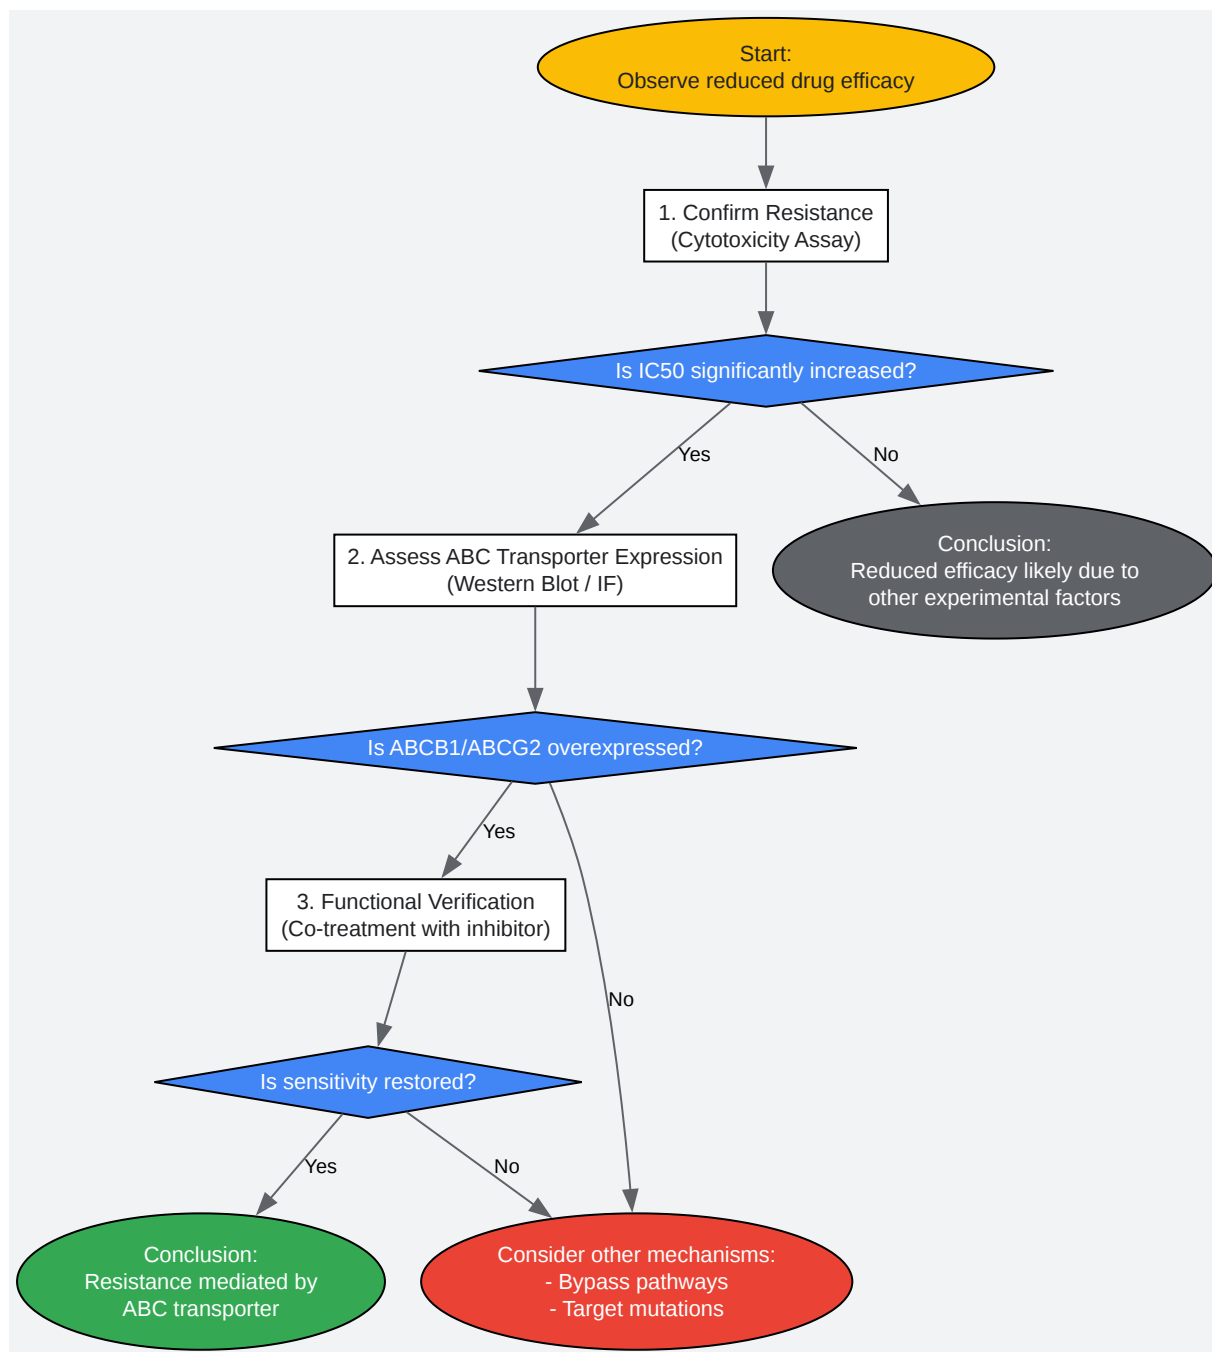 Start:
Observe reduced drug efficacy
1. Confirm Resistance
(Cytotoxicity Assay)
Is IC50 significantly increased?
Yes
No
2. Assess ABC Transporter Expression
(Western Blot / IF)
Conclusion:
Reduced efficacy likely due to
other experimental factors
Is ABCB1/ABCG2 overexpressed?
Yes
3. Functional Verification
(Co-treatment with inhibitor)
No
Is sensitivity restored?
Yes
No
Conclusion:
Resistance mediated by
ABC transporter
Consider other mechanisms:
- Bypass pathways
- Target mutations